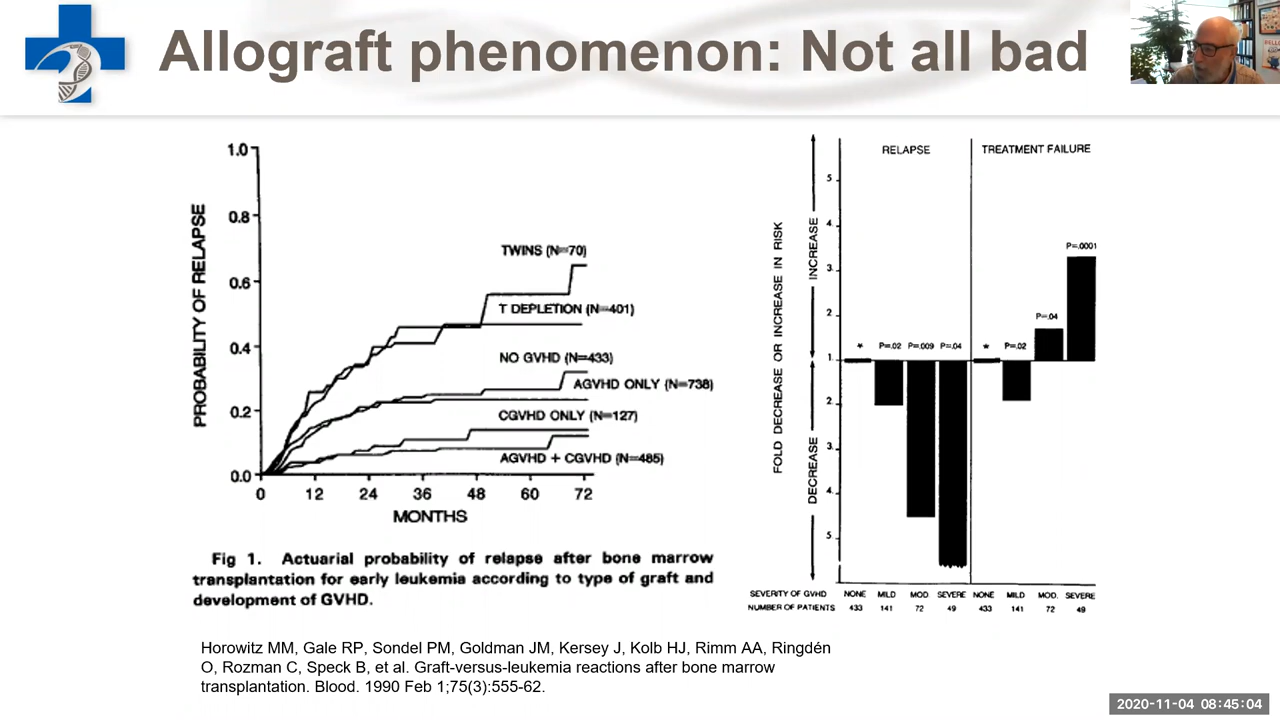 Allograft phenomenon: Not all bad
PROBABILITY OF RELAPSE
1.0
0.8
0.6
0.4
0.2
0.0
TWINS (N=70)
T DEPLETION (N=401)
NO GVHD (N=433)
AGVHD ONLY (N=738)
CGVHD ONLY (N=127)
AGVHD + CGVHD (N=485)
0 12 24 36 48 60 72
MONTHS
Fig 1. Actuarial probability of relapse after bone marrow
transplantation for early leukemia according to type of graft and
development of GVHD.
FOLD DECREASE OR INCREASE IN RISK
INCREASE
DECREASE
RELAPSE TREATMENT FAILURE
5
4
3
2
1
2
3
4
5
* P=.02 P=.009 P=.04 * P=.02 P=.04 P=.0001
SEVERITY OF GVHD NONE MILD MOD. SEVERE NONE MILD MOD. SEVERE
NUMBER OF PATIENTS 433 141 72 49 433 141 72 49
Horowitz MM, Gale RP, Sondel PM, Goldman JM, Kersey J, Kolb HJ, Rimm AA, Ringdén
O, Rozman C, Speck B, et al. Graft-versus-leukemia reactions after bone marrow
transplantation. Blood. 1990 Feb 1;75(3):555-62.
2020-11-04 08:45:04